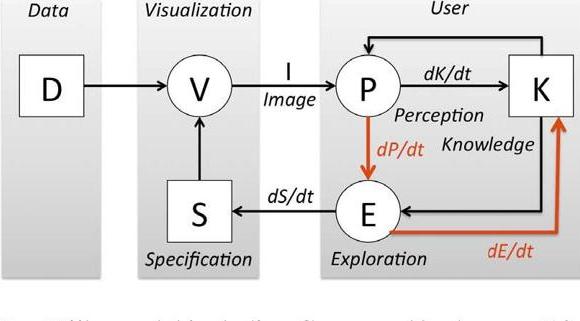 Data
Visualization
User
D
V
I
Image
P
dK/dt
K
Perception
dP/dt
Knowledge
S
dS/dt
E
Specification
Exploration
dE/dt